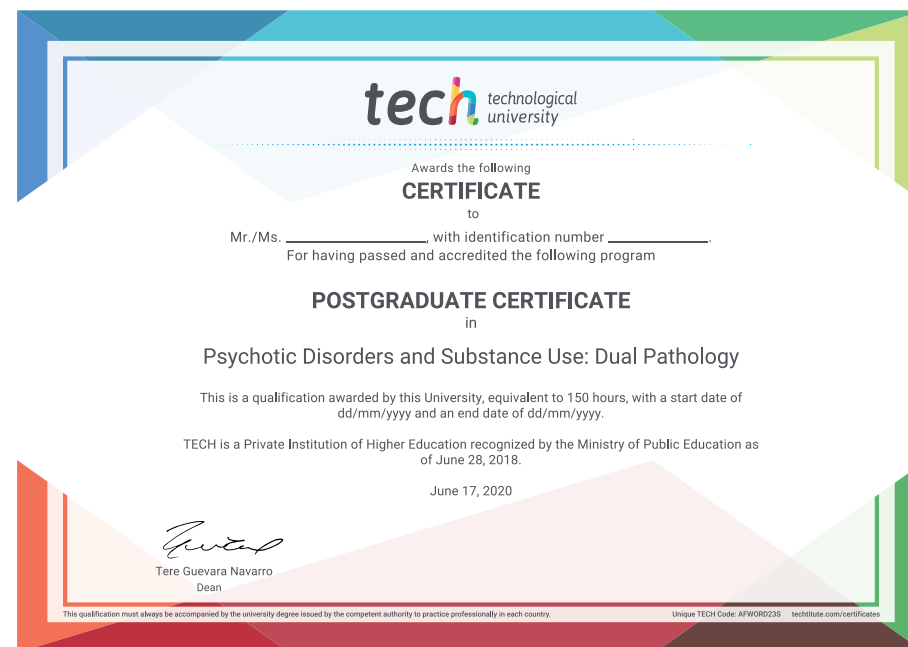 tech technological
university
Awards the following
CERTIFICATE
to
Mr./Ms. ____________________, with identification number ______________.
For having passed and accredited the following program
POSTGRADUATE CERTIFICATE
in
Psychotic Disorders and Substance Use: Dual Pathology
This is a qualification awarded by this University, equivalent to 150 hours, with a start date of
dd/mm/yyyy and an end date of dd/mm/yyyy.
TECH is a Private Institution of Higher Education recognized by the Ministry of Public Education as
of June 28, 2018.
June 17, 2020
Tere Guevara Navarro
Dean
This qualification must always be accompanied by the university degree issued by the competent authority to practice professionally in each country. Unique TECH Code: AFWORD23S techtitute.com/certificates